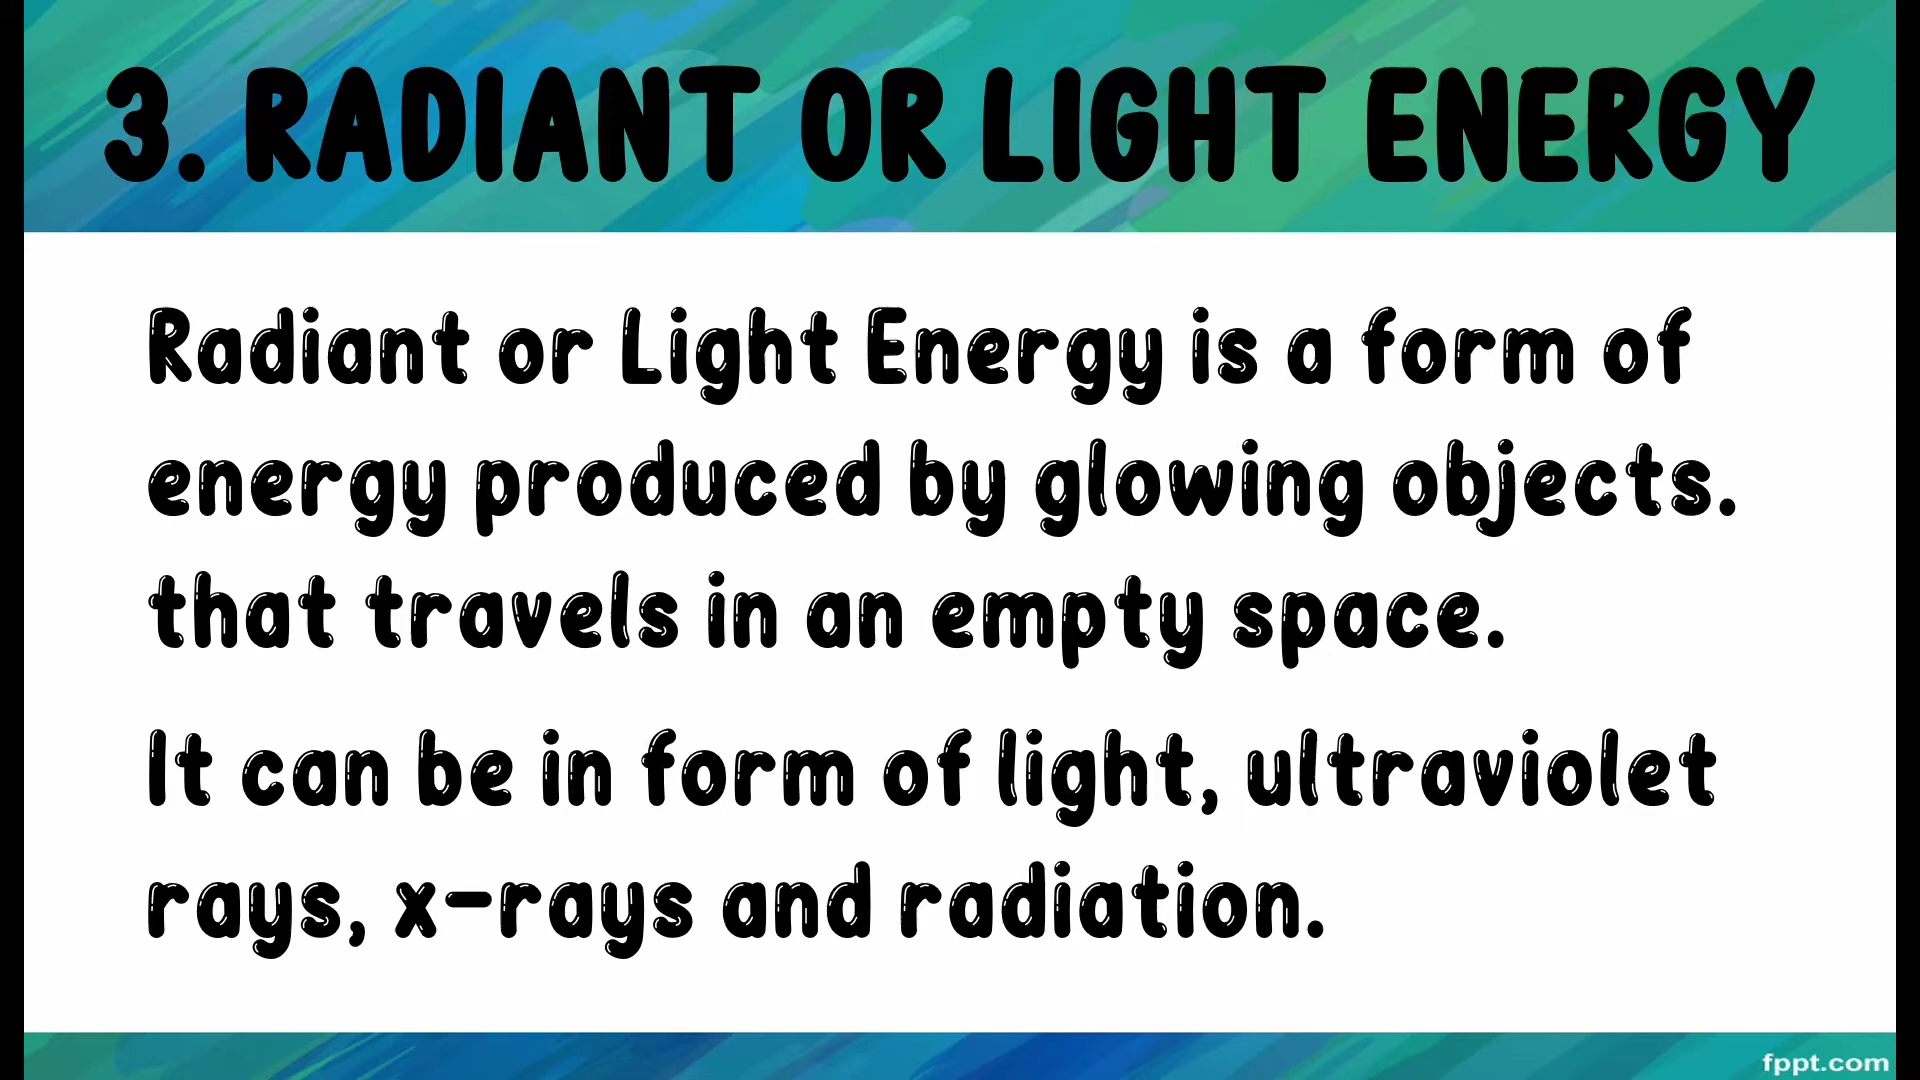 3. RADIANT OR LIGHT ENERGY
Radiant or Light Energy is a form of
energy produced by glowing objects.
that travels in an empty space.
It can be in form of light, ultraviolet
rays, x-rays and radiation.
fppt.com